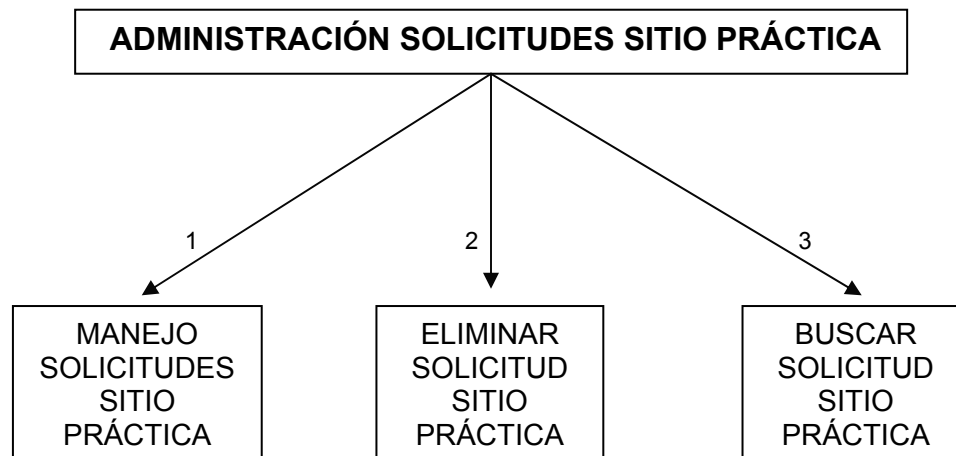 ADMINISTRACIÓN SOLICITUDES SITIO PRÁCTICA
1
2
3
MANEJO
SOLICITUDES
SITIO
PRÁCTICA
ELIMINAR
SOLICITUD
SITIO
PRÁCTICA
BUSCAR
SOLICITUD
SITIO
PRÁCTICA